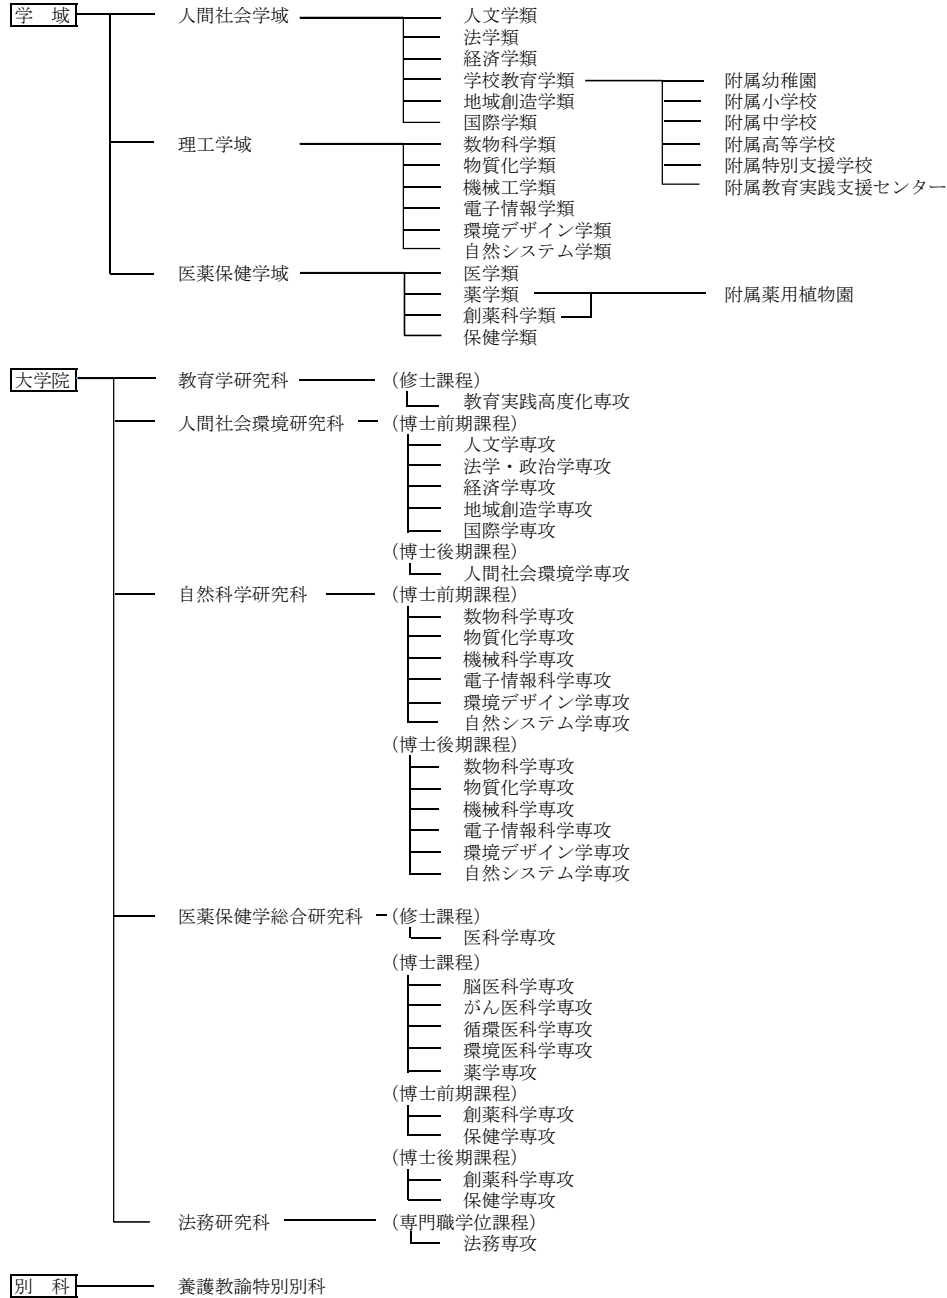 学　域　人間社会学域　人文学類
法学類
経済学類
学校教育学類　附属幼稚園
地域創造学類　附属小学校
国際学類　附属中学校
理工学域　数物科学類　附属高等学校
物質化学類　附属特別支援学校
機械工学類　附属教育実践支援センター
電子情報学類
環境デザイン学類
自然システム学類
医薬保健学域　医学類
薬学類　附属薬用植物園
創薬科学類
保健学類
大学院　教育学研究科　(修士課程)
教育実践高度化専攻
人間社会環境研究科　(博士前期課程)
人文学専攻
法学・政治学専攻
経済学専攻
地域創造学専攻
国際学専攻
(博士後期課程)
人間社会環境学専攻
自然科学研究科　(博士前期課程)
数物科学専攻
物質化学専攻
機械科学専攻
電子情報科学専攻
環境デザイン学専攻
自然システム学専攻
(博士後期課程)
数物科学専攻
物質化学専攻
機械科学専攻
電子情報科学専攻
環境デザイン学専攻
自然システム学専攻
医薬保健学総合研究科　(修士課程)
医科学専攻
(博士課程)
脳医科学専攻
がん医科学専攻
循環医科学専攻
環境医科学専攻
薬学専攻
(博士前期課程)
創薬科学専攻
保健学専攻
(博士後期課程)
創薬科学専攻
保健学専攻
法務研究科　(専門職学位課程)
法務専攻
別　科　養護教諭特別別科